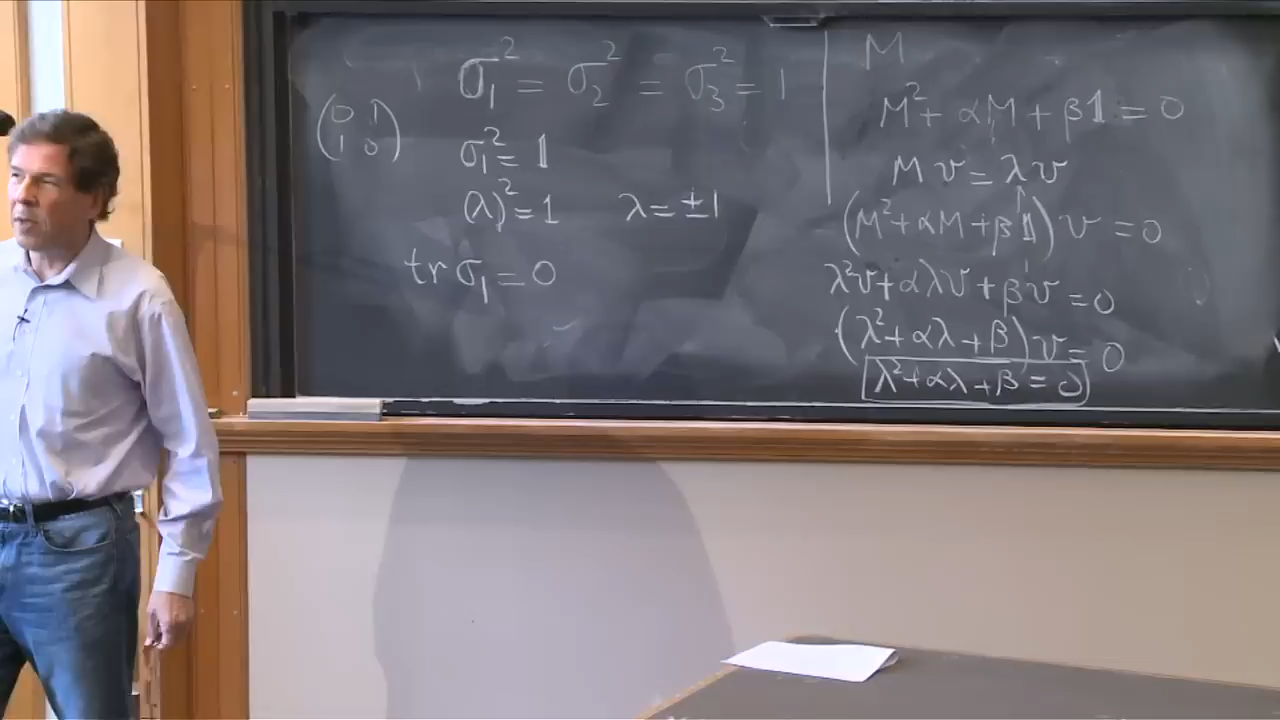 σ₁² = σ₂² = σ₃² = 1
(0 1
1 0)
σ₁² = 1
(λ)² = 1 λ = ±1
tr σ₁ = 0
M
M² + αM + β1 = 0
Mv = λv
(M² + αM + β1)v = 0
λ²v + αλv + βv = 0
(λ² + αλ + β)v = 0
λ² + αλ + β = 0